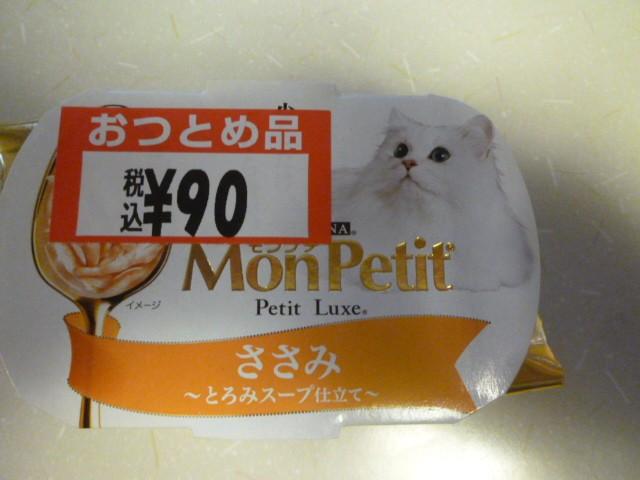 おつとめ品
税込
¥90
NA®
MonPetit®
Petit Luxe®
イメージ
ささみ
～とろみスープ仕立て～